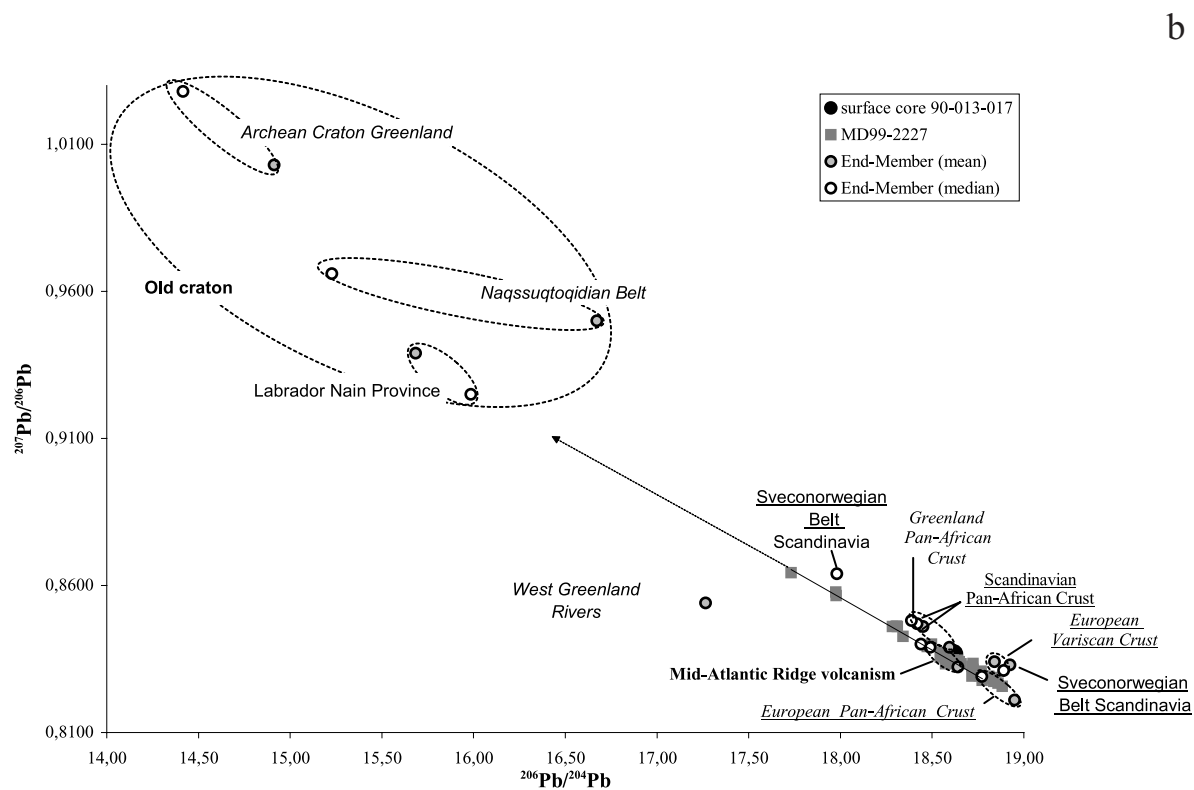 b
surface core 90-013-017
MD99-2227
End-Member (mean)
End-Member (median)
1,0100
0,9600
0,9100
0,8600
0,8100
²⁰⁷Pb/²⁰⁶Pb
Archean Craton Greenland
Old craton
Naqssuqtoqidian Belt
Labrador Nain Province
Sveconorwegian
Belt
Scandinavia
Greenland
Pan-African
Crust
West Greenland
Rivers
Scandinavian
Pan-African Crust
European
Variscan Crust
Mid-Atlantic Ridge volcanism
Sveconorwegian
Belt Scandinavia
European Pan-African Crust
14,00
14,50
15,00
15,50
16,00
16,50
17,00
17,50
18,00
18,50
19,00
²⁰⁶Pb/²⁰⁴Pb